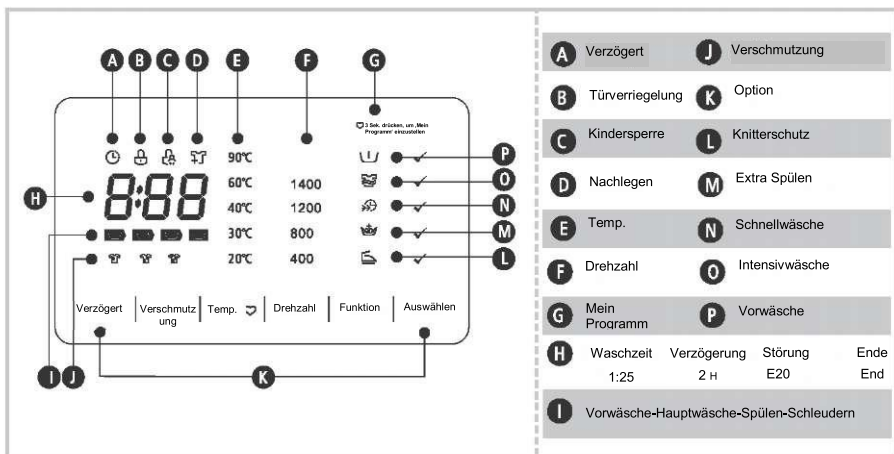 A B C D E F G
3 Sek. drücken, um ‚Mein
Programm‘ einzustellen
90℃
60℃ 1400
40℃ 1200
30℃ 800
20℃ 400
8:88
H
I
J
P
O
N
M
L
Verzögert Verschmutz Temp. Drehzahl Funktion Auswählen
ung
I J K
A Verzögert J Verschmutzung
B Türverriegelung K Option
C Kindersperre L Knitterschutz
D Nachlegen M Extra Spülen
E Temp. N Schnellwäsche
F Drehzahl O Intensivwäsche
G Mein P Vorwäsche
Programm
H Waschzeit Verzögerung Störung Ende
1:25 2 H E20 End
I Vorwäsche-Hauptwäsche-Spülen-Schleudern